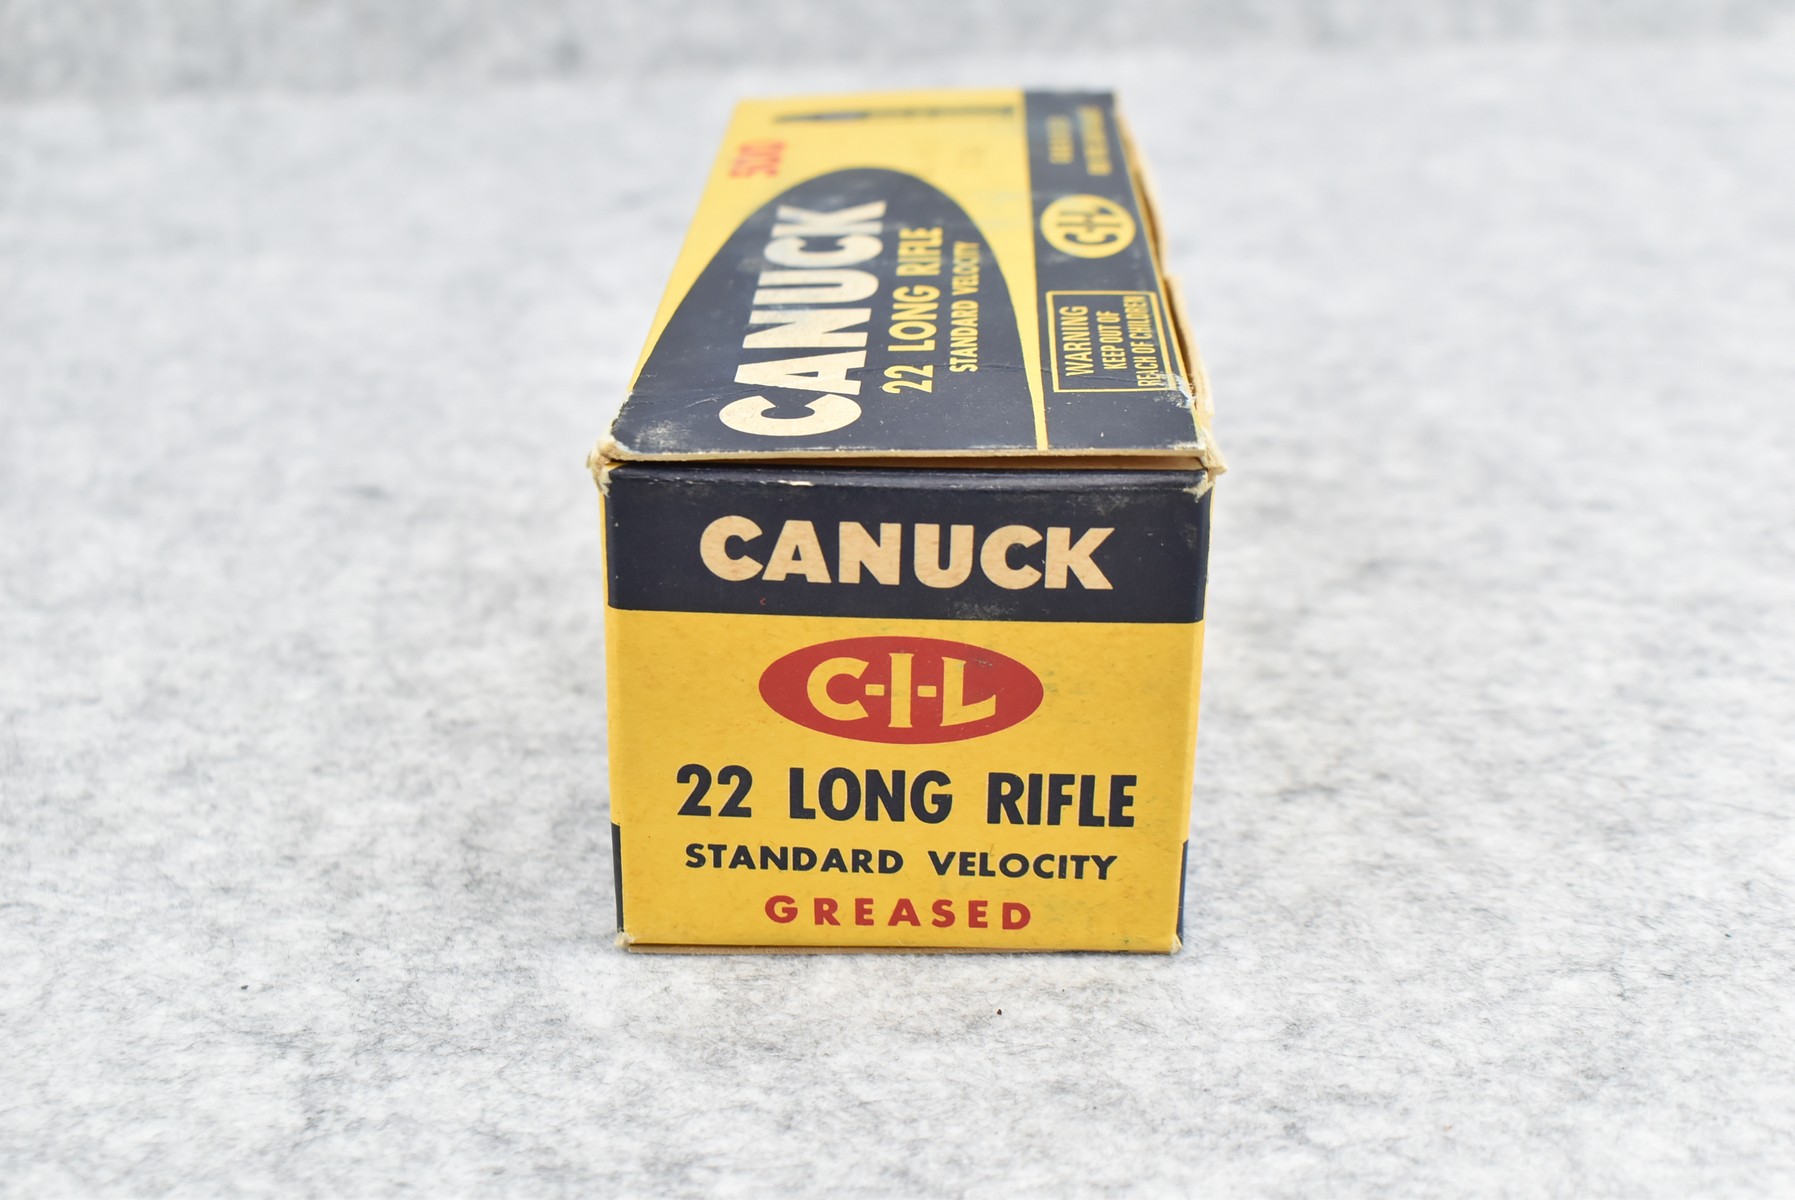 500
CANUCK
22 LONG RIFLE
STANDARD VELOCITY
C-I-L
WARNING
KEEP OUT OF
REACH OF CHILDREN
CANUCK
C-I-L
22 LONG RIFLE
STANDARD VELOCITY
GREASED